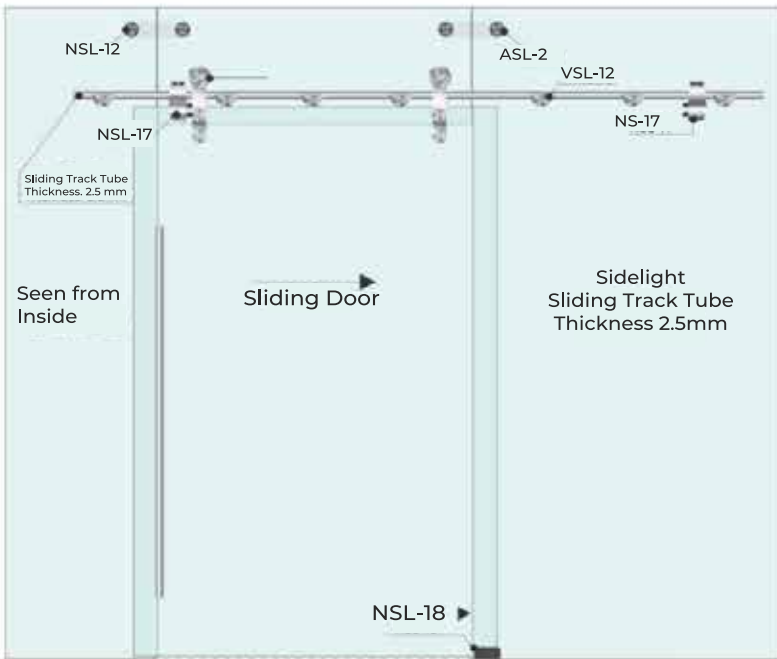 NSL-12
ASL-2
VSL-12
NSL-17
NS-17
Sliding Track Tube
Thickness. 2.5 mm
Seen from
Inside
Sliding Door
Sidelight
Sliding Track Tube
Thickness 2.5mm
NSL-18